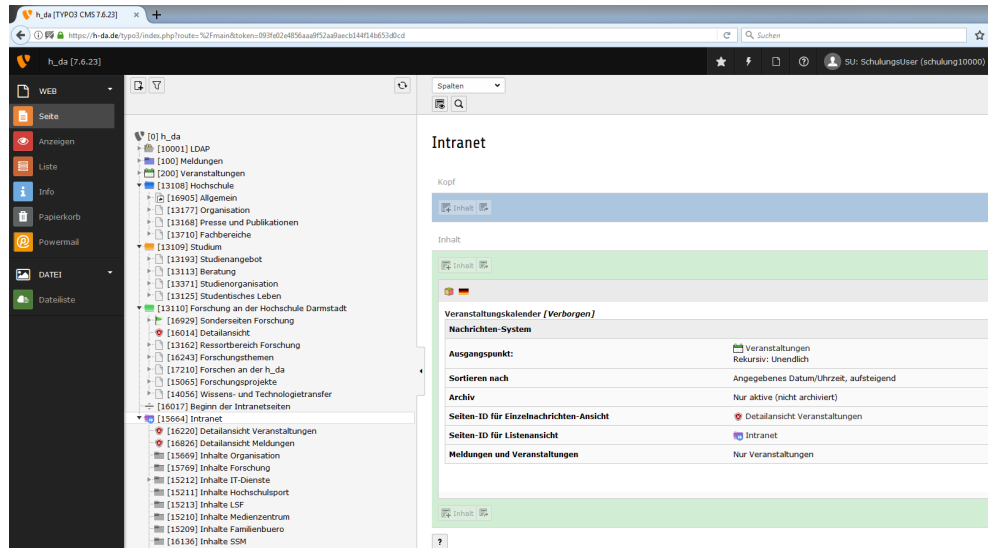 h_da [TYPO3 CMS 7.6.23]
https://h-da.de/typo3/index.php?route=%2Fmain&token=093fe02e4856aaa9f52aa9aecb144f14b653d0cd
Suchen
h_da [7.6.23]
SU: SchulungsUser (schulung10000)
WEB
Seite
Anzeigen
Liste
Info
Papierkorb
Powermail
DATEI
Dateiliste
[0] h_da
[10001] LDAP
[100] Meldungen
[200] Veranstaltungen
[13108] Hochschule
[16905] Allgemein
[13177] Organisation
[13168] Presse und Publikationen
[13710] Fachbereiche
[13109] Studium
[13193] Studienangebot
[13113] Beratung
[13371] Studienorganisation
[13125] Studentisches Leben
[13110] Forschung an der Hochschule Darmstadt
[16929] Sonderseiten Forschung
[16014] Detailansicht
[13162] Ressortbereich Forschung
[16243] Forschungsthemen
[17210] Forschen an der h_da
[15065] Forschungsprojekte
[14056] Wissens- und Technologietransfer
[16017] Beginn der Intranetseiten
[15664] Intranet
[16220] Detailansicht Veranstaltungen
[16826] Detailansicht Meldungen
[15669] Inhalte Organisation
[15769] Inhalte Forschung
[15212] Inhalte IT-Dienste
[15211] Inhalte Hochschulsport
[15213] Inhalte LSF
[15210] Inhalte Medienzentrum
[15209] Inhalte Familienbuero
[16136] Inhalte SSM
Spalten
Intranet
Kopf
Inhalt
Inhalt
Inhalt
Veranstaltungskalender [Verborgen]
Nachrichten-System
Ausgangspunkt: Veranstaltungen
Rekursiv: Unendlich
Sortieren nach Angegebenes Datum/Uhrzeit, aufsteigend
Archiv Nur aktive (nicht archiviert)
Seiten-ID für Einzelnachrichten-Ansicht Detailansicht Veranstaltungen
Seiten-ID für Listenansicht Intranet
Meldungen und Veranstaltungen Nur Veranstaltungen
Inhalt
?